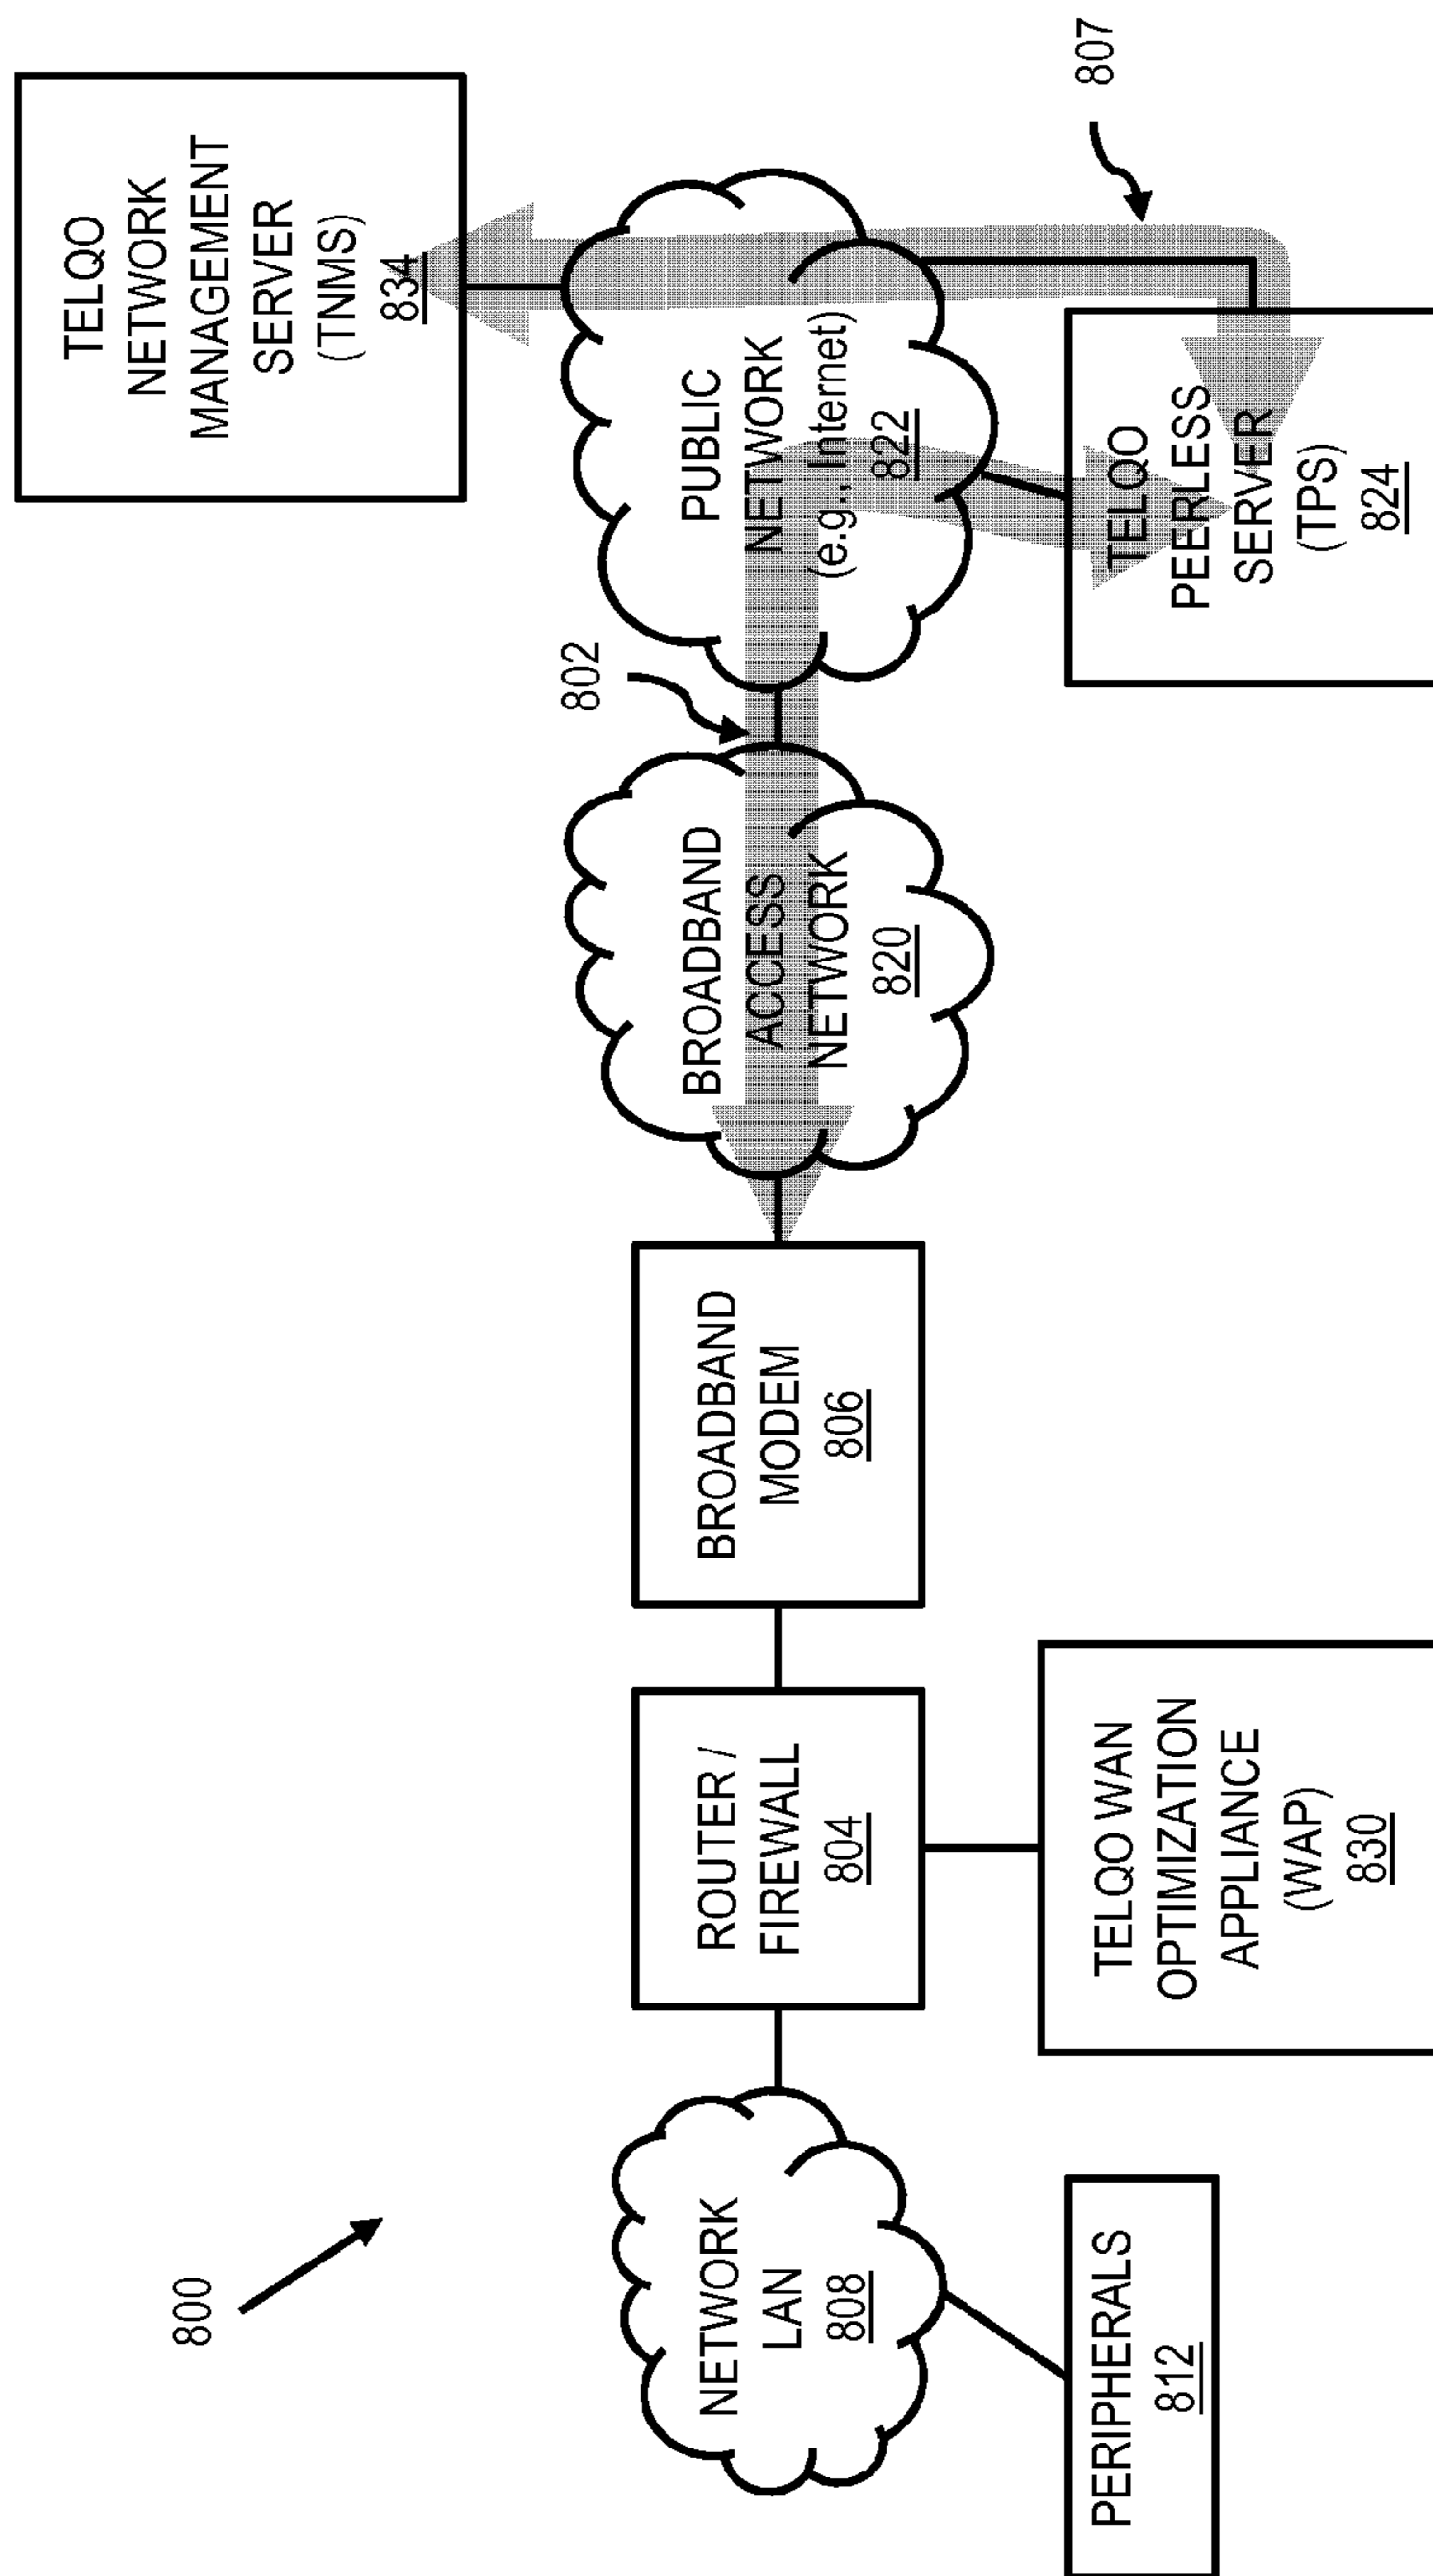 800
NETWORK
LAN
808
PERIPHERALS
812
ROUTER /
FIREWALL
804
TELQO WAN
OPTIMIZATION
APPLIANCE
(WAP)
830
BROADBAND
MODEM
806
BROADBAND
ACCESS
NETWORK
820
802
PUBLIC
NETWORK
(e.g., Internet)
822
TELQO
NETWORK
MANAGEMENT
SERVER
(TNMS)
834
TELQO
PEERLESS
SERVER
(TPS)
824
807